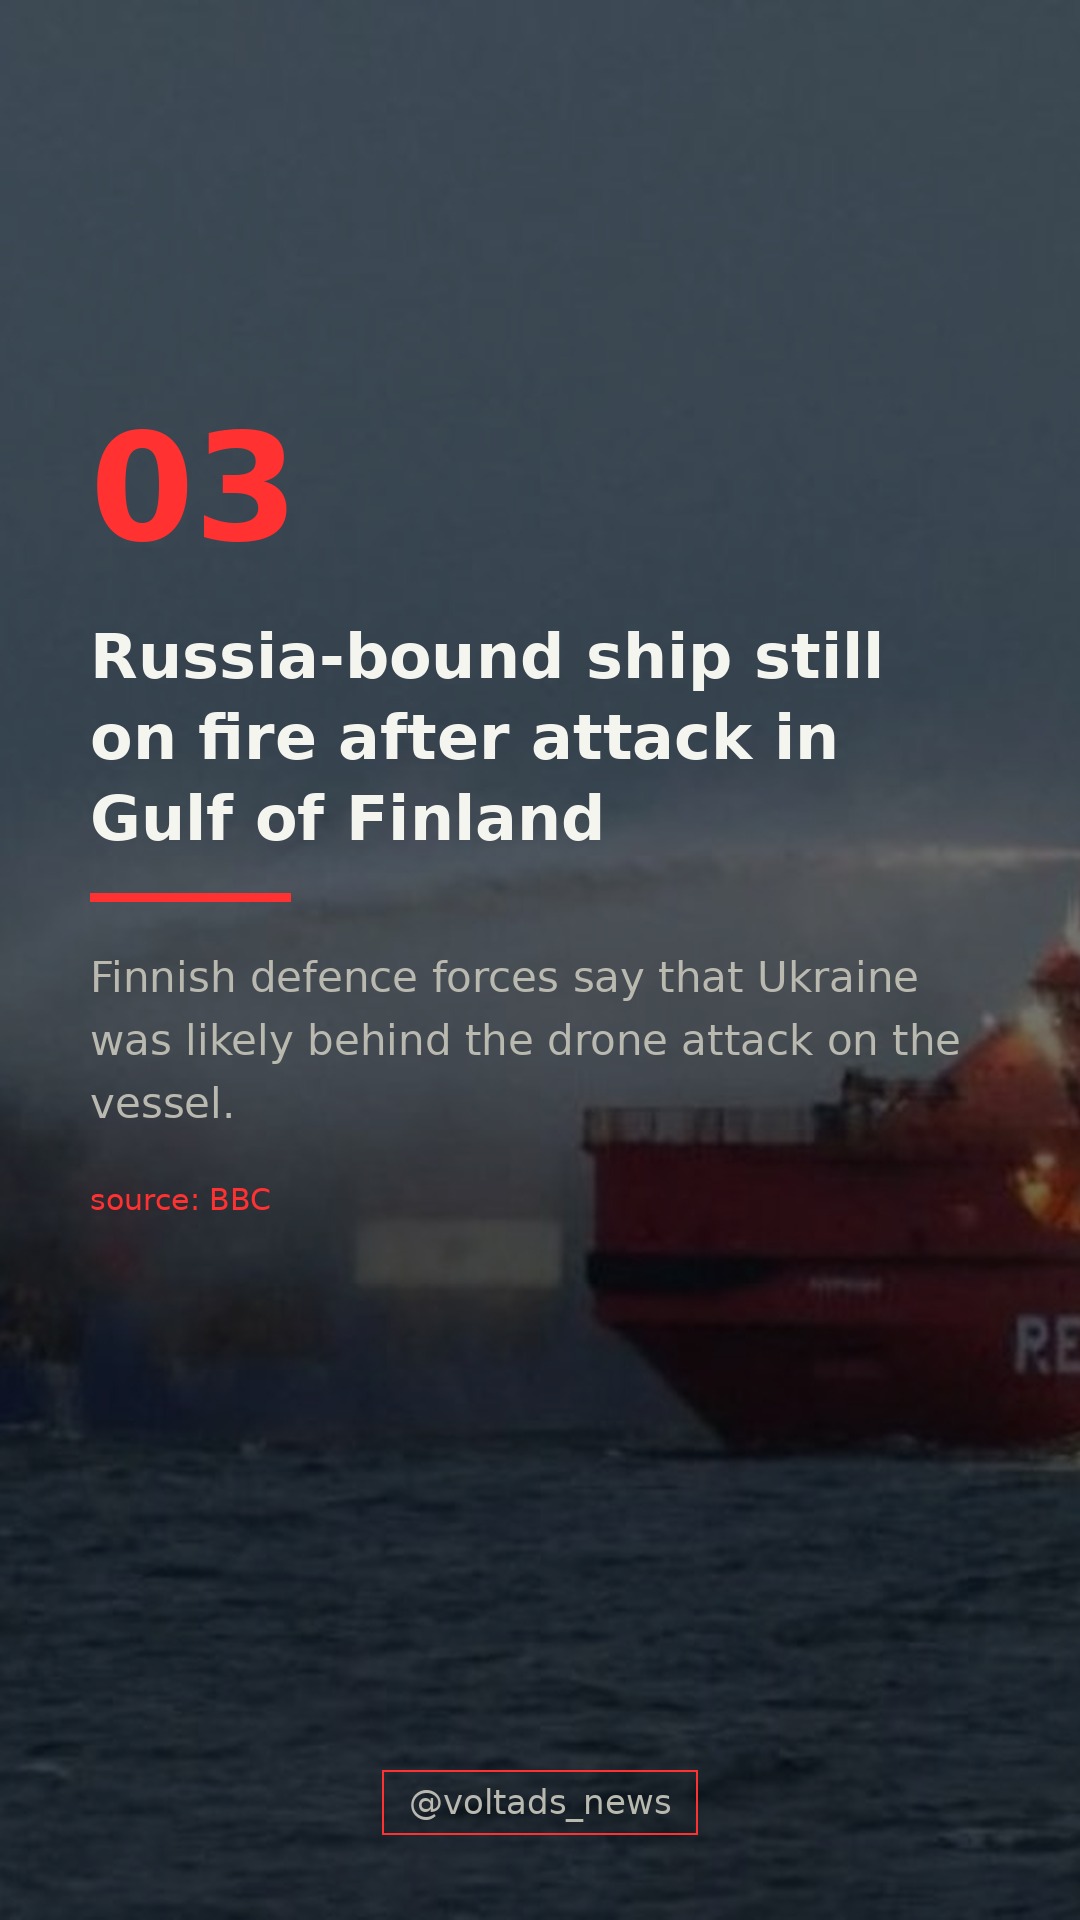 03
Russia-bound ship still
on fire after attack in
Gulf of Finland
Finnish defence forces say that Ukraine
was likely behind the drone attack on the
vessel.
source: BBC
RE
@voltads_news